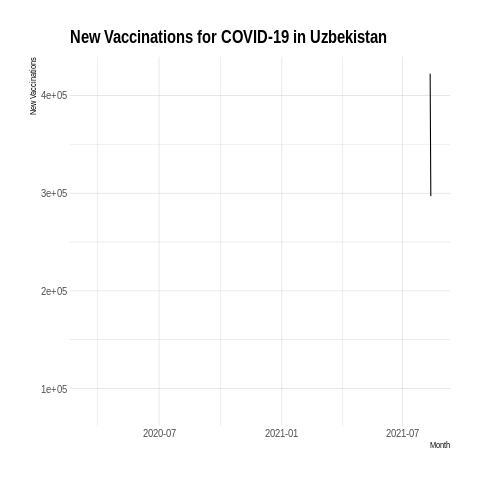 New Vaccinations for COVID-19 in Uzbekistan
New Vaccinations
4e+05
3e+05
2e+05
1e+05
2020-07 2021-01 2021-07
Month